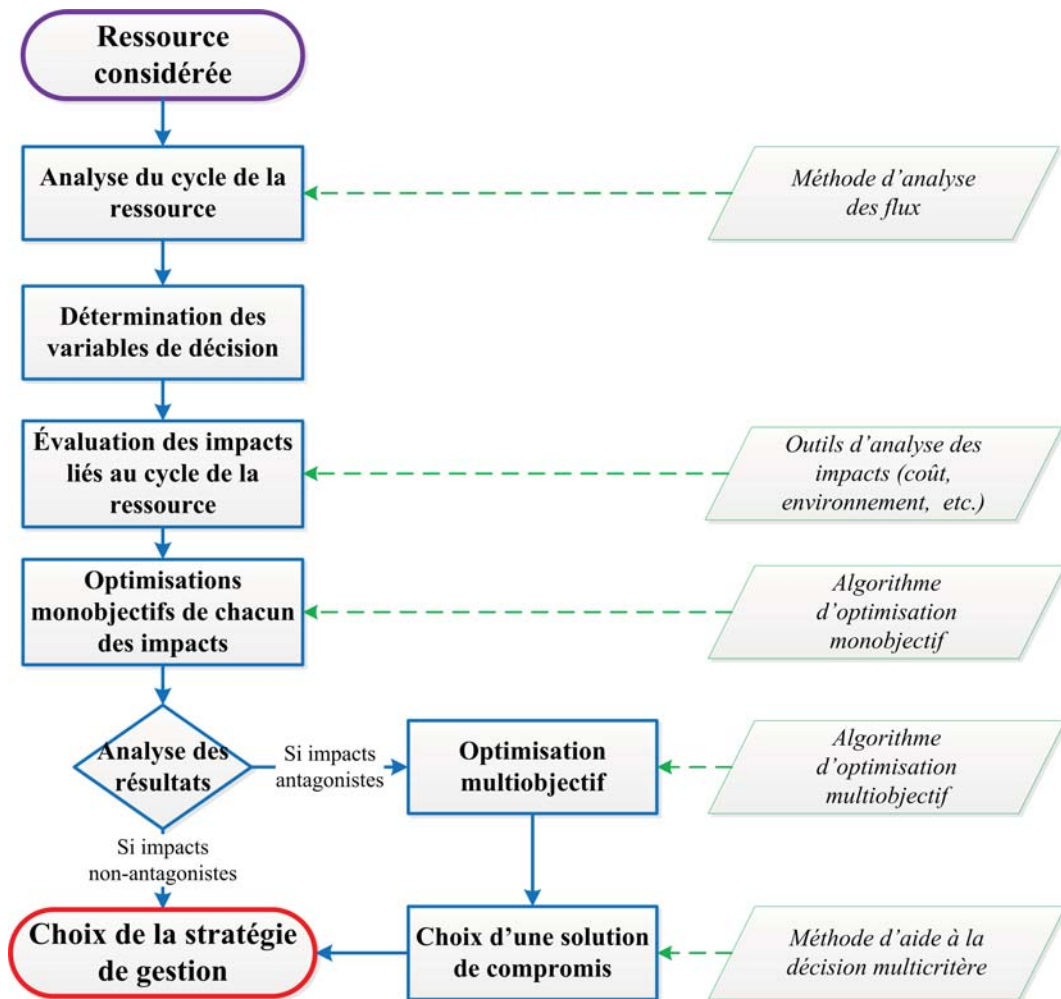 Ressource
considérée
Analyse du cycle de la
ressource
Méthode d'analyse
des flux
Détermination des
variables de décision
Évaluation des impacts
liés au cycle de la
ressource
Outils d'analyse des
impacts (coût,
environnement, etc.)
Optimisations
monobjectifs de chacun
des impacts
Algorithme
d'optimisation
monobjectif
Analyse des
résultats
Si impacts
antagonistes
Optimisation
multiobjectif
Algorithme
d'optimisation
multiobjectif
Si impacts
non-antagonistes
Choix de la stratégie
de gestion
Choix d'une solution
de compromis
Méthode d'aide à la
décision multicritère